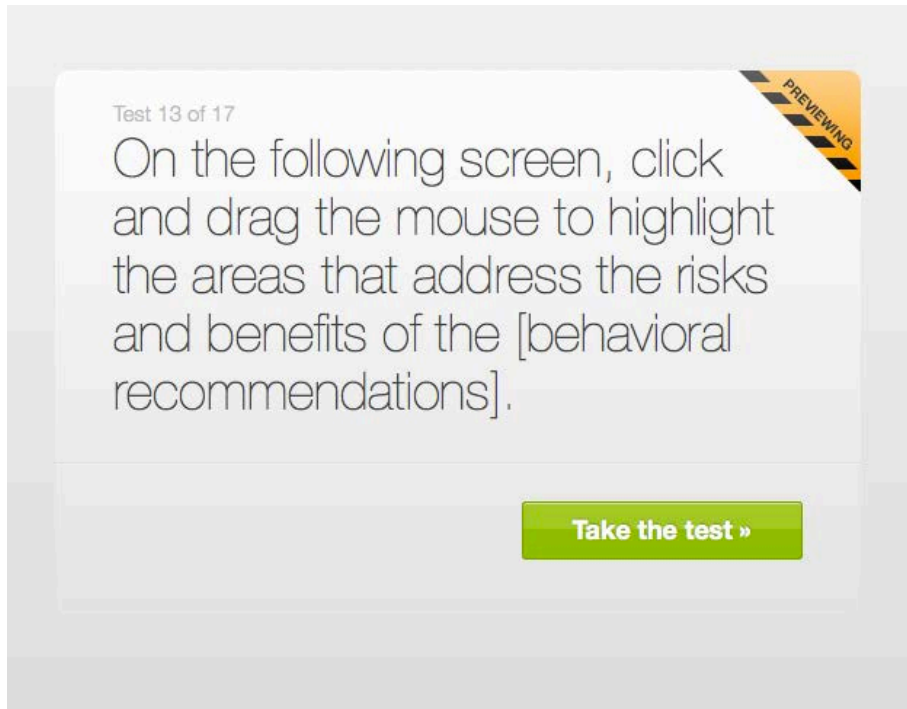 Test 13 of 17
PREVIEWING
On the following screen, click
and drag the mouse to highlight
the areas that address the risks
and benefits of the [behavioral
recommendations].
Take the test »